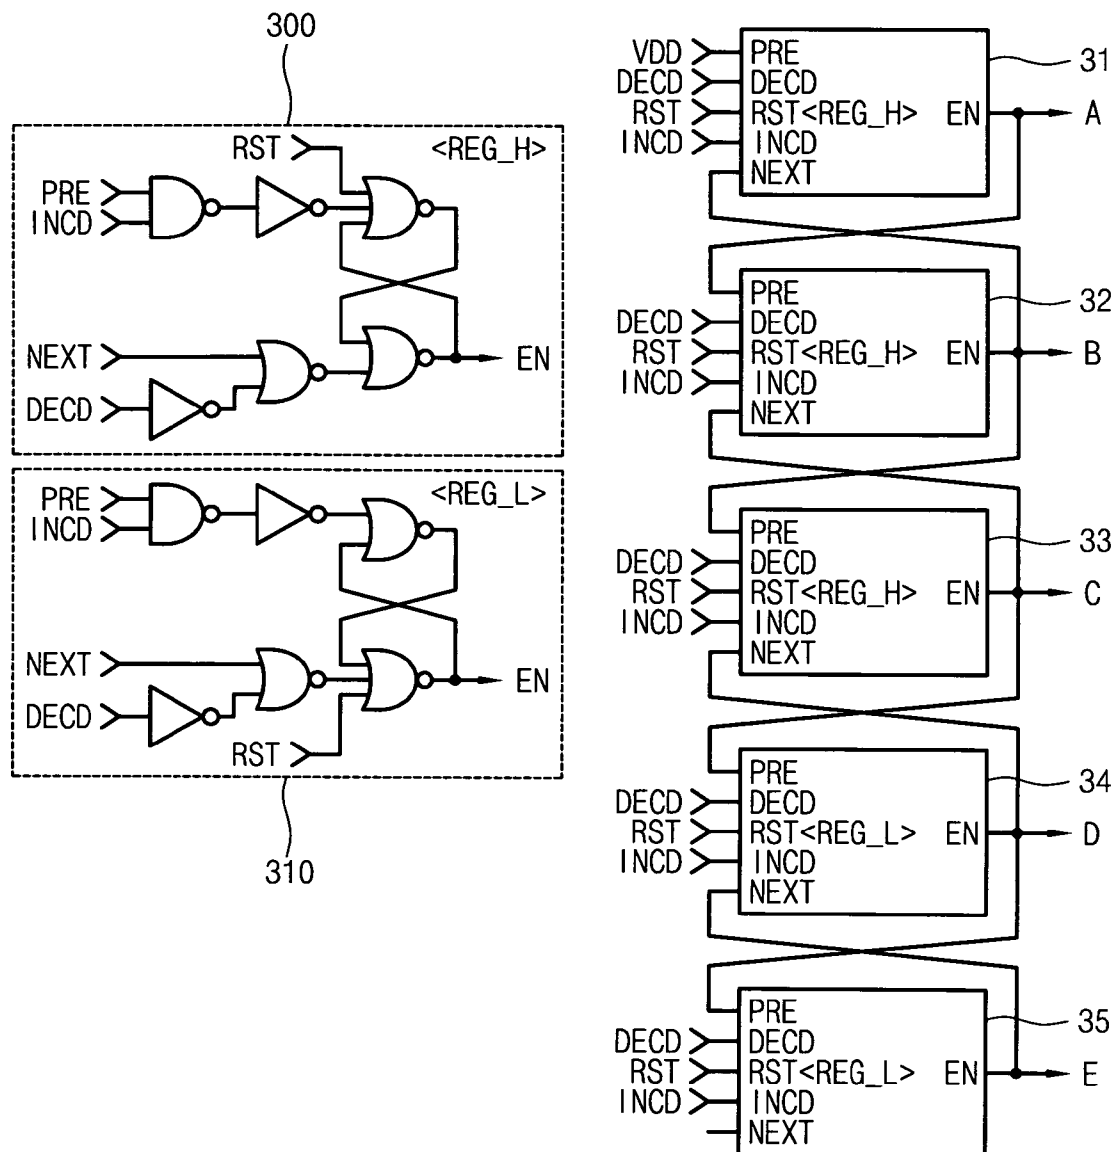 300
RST <REG_H>
PRE
INCD
NEXT
EN
DECD
PRE <REG_L>
INCD
NEXT
EN
DECD
RST
310
31
VDD PRE
DECD DECD
RST RST<REG_H> EN A
INCD INCD
NEXT
32
PRE
DECD DECD
RST RST<REG_H> EN B
INCD INCD
NEXT
33
PRE
DECD DECD
RST RST<REG_H> EN C
INCD INCD
NEXT
34
PRE
DECD DECD
RST RST<REG_L> EN D
INCD INCD
NEXT
35
PRE
DECD DECD
RST RST<REG_L> EN E
INCD INCD
NEXT